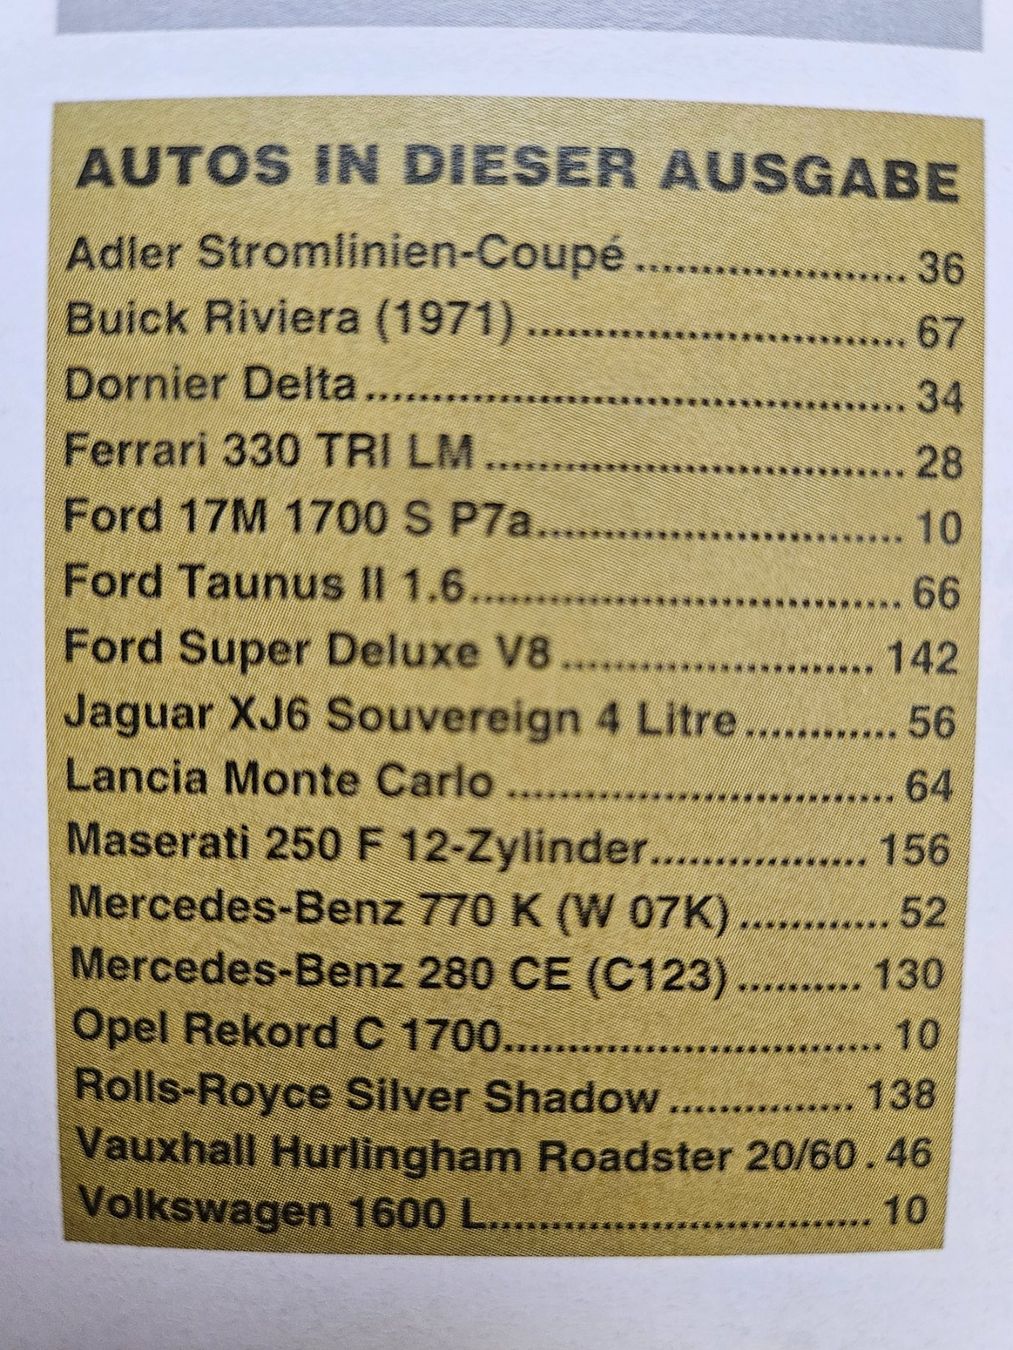 AUTOS IN DIESER AUSGABE
Adler Stromlinien-Coupé ..................... 36
Buick Riviera (1971) ............................. 67
Dornier Delta.......................................... 34
Ferrari 330 TRI LM ................................ 28
Ford 17M 1700 S P7a............................ 10
Ford Taunus II 1.6................................. 66
Ford Super Deluxe V8 ........................ 142
Jaguar XJ6 Souvereign 4 Litre ............ 56
Lancia Monte Carlo .............................. 64
Maserati 250 F 12-Zylinder................. 156
Mercedes-Benz 770 K (W 07K) ............ 52
Mercedes-Benz 280 CE (C123) .......... 130
Opel Rekord C 1700.............................. 10
Rolls-Royce Silver Shadow ............... 138
Vauxhall Hurlingham Roadster 20/60 . 46
Volkswagen 1600 L............................... 10